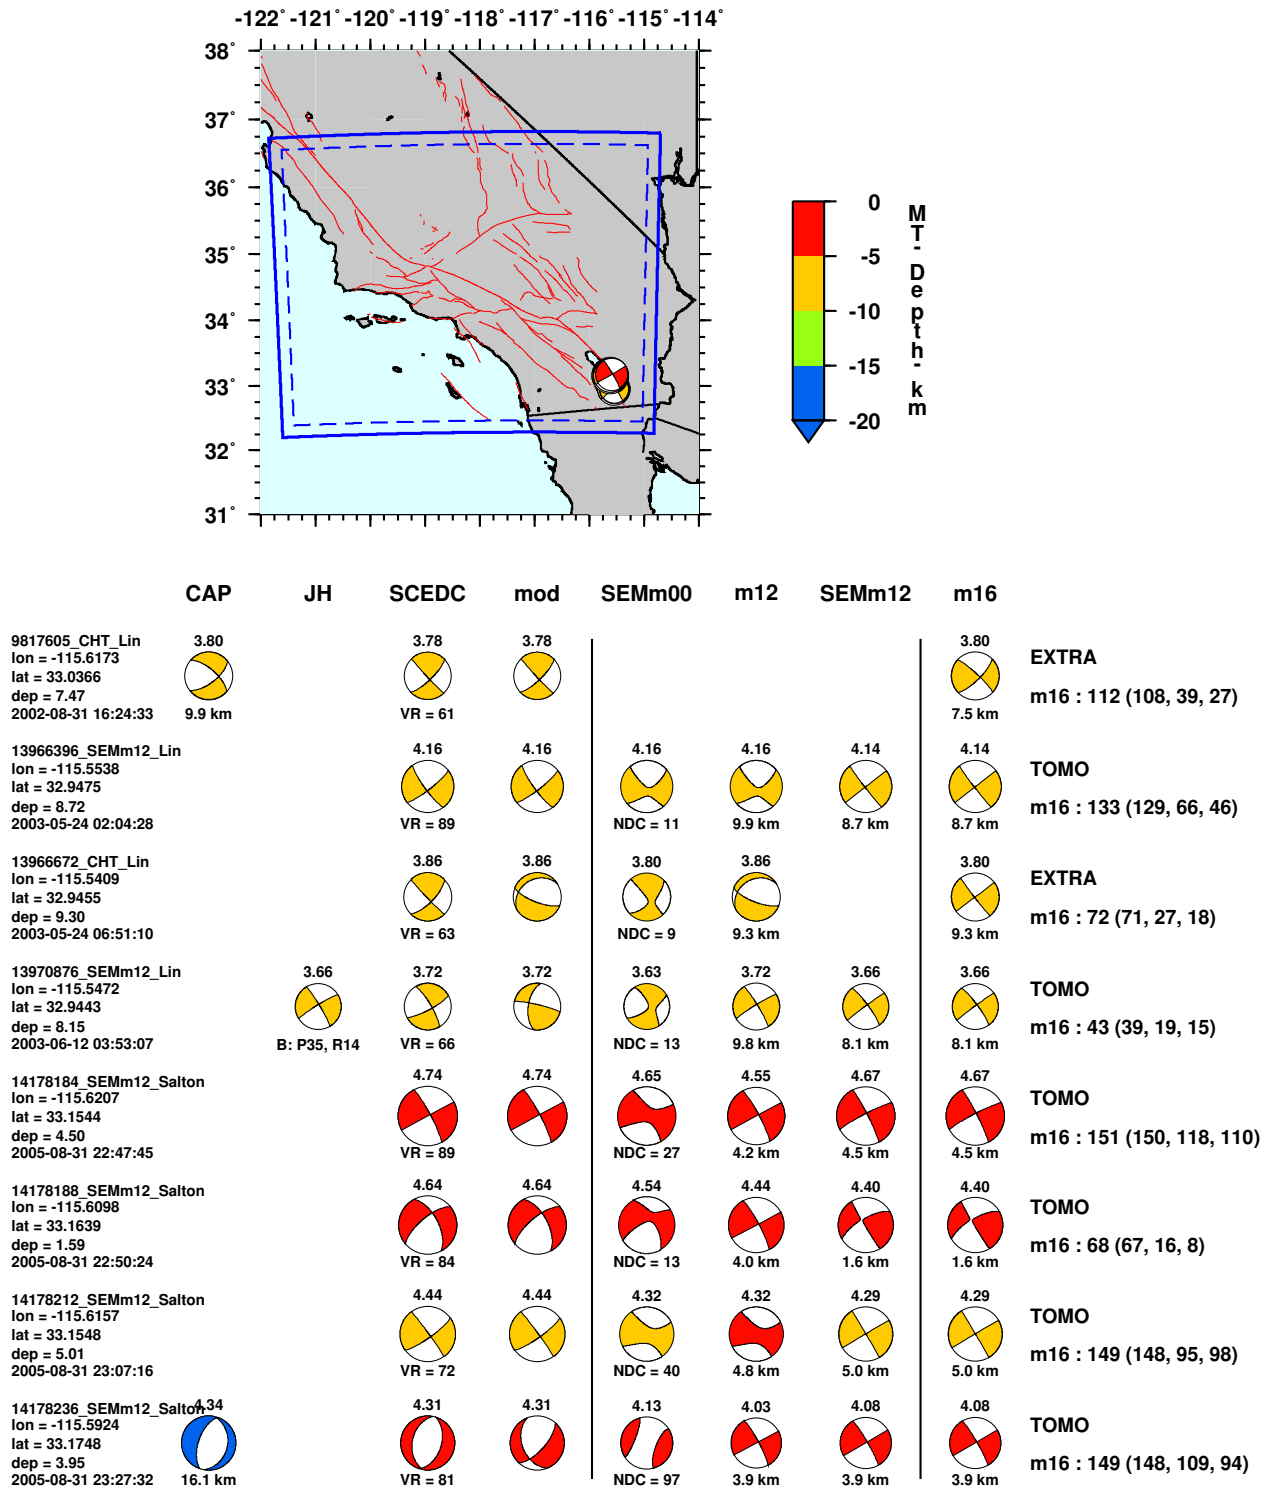 -122° -121° -120° -119° -118° -117° -116° -115° -114°
38°
37°
36°
35°
34°
33°
32°
31°
0
-5
-10
-15
-20
MT-Depth-km
CAP JH SCEDC mod SEMm00 m12 SEMm12 m16
9817605_CHT_Lin 3.80 3.78 3.78 3.80
lon = -115.6173
EXTRA
lat = 33.0366
dep = 7.47
m16 : 112 (108, 39, 27)
2002-08-31 16:24:33 9.9 km VR = 61 7.5 km
13966396_SEMm12_Lin 4.16 4.16 4.16 4.16 4.14 4.14
lon = -115.5538
TOMO
lat = 32.9475
dep = 8.72
m16 : 133 (129, 66, 46)
2003-05-24 02:04:28 VR = 89 NDC = 11 9.9 km 8.7 km 8.7 km
13966672_CHT_Lin 3.86 3.86 3.80 3.86 3.80
lon = -115.5409
EXTRA
lat = 32.9455
dep = 9.30
m16 : 72 (71, 27, 18)
2003-05-24 06:51:10 VR = 63 NDC = 9 9.3 km 9.3 km
13970876_SEMm12_Lin 3.66 3.72 3.72 3.63 3.72 3.66 3.66
lon = -115.5472
TOMO
lat = 32.9443
dep = 8.15
m16 : 43 (39, 19, 15)
2003-06-12 03:53:07 B: P35, R14 VR = 66 NDC = 13 9.8 km 8.1 km 8.1 km
14178184_SEMm12_Salton 4.74 4.74 4.65 4.55 4.67 4.67
lon = -115.6207
TOMO
lat = 33.1544
dep = 4.50
m16 : 151 (150, 118, 110)
2005-08-31 22:47:45 VR = 89 NDC = 27 4.2 km 4.5 km 4.5 km
14178188_SEMm12_Salton 4.64 4.64 4.54 4.44 4.40 4.40
lon = -115.6098
TOMO
lat = 33.1639
dep = 1.59
m16 : 68 (67, 16, 8)
2005-08-31 22:50:24 VR = 84 NDC = 13 4.0 km 1.6 km 1.6 km
14178212_SEMm12_Salton 4.44 4.44 4.32 4.32 4.29 4.29
lon = -115.6157
TOMO
lat = 33.1548
dep = 5.01
m16 : 149 (148, 95, 98)
2005-08-31 23:07:16 VR = 72 NDC = 40 4.8 km 5.0 km 5.0 km
14178236_SEMm12_Salton 4.34 4.31 4.31 4.13 4.03 4.08 4.08
lon = -115.5924
TOMO
lat = 33.1748
dep = 3.95
m16 : 149 (148, 109, 94)
2005-08-31 23:27:32 16.1 km VR = 81 NDC = 97 3.9 km 3.9 km 3.9 km